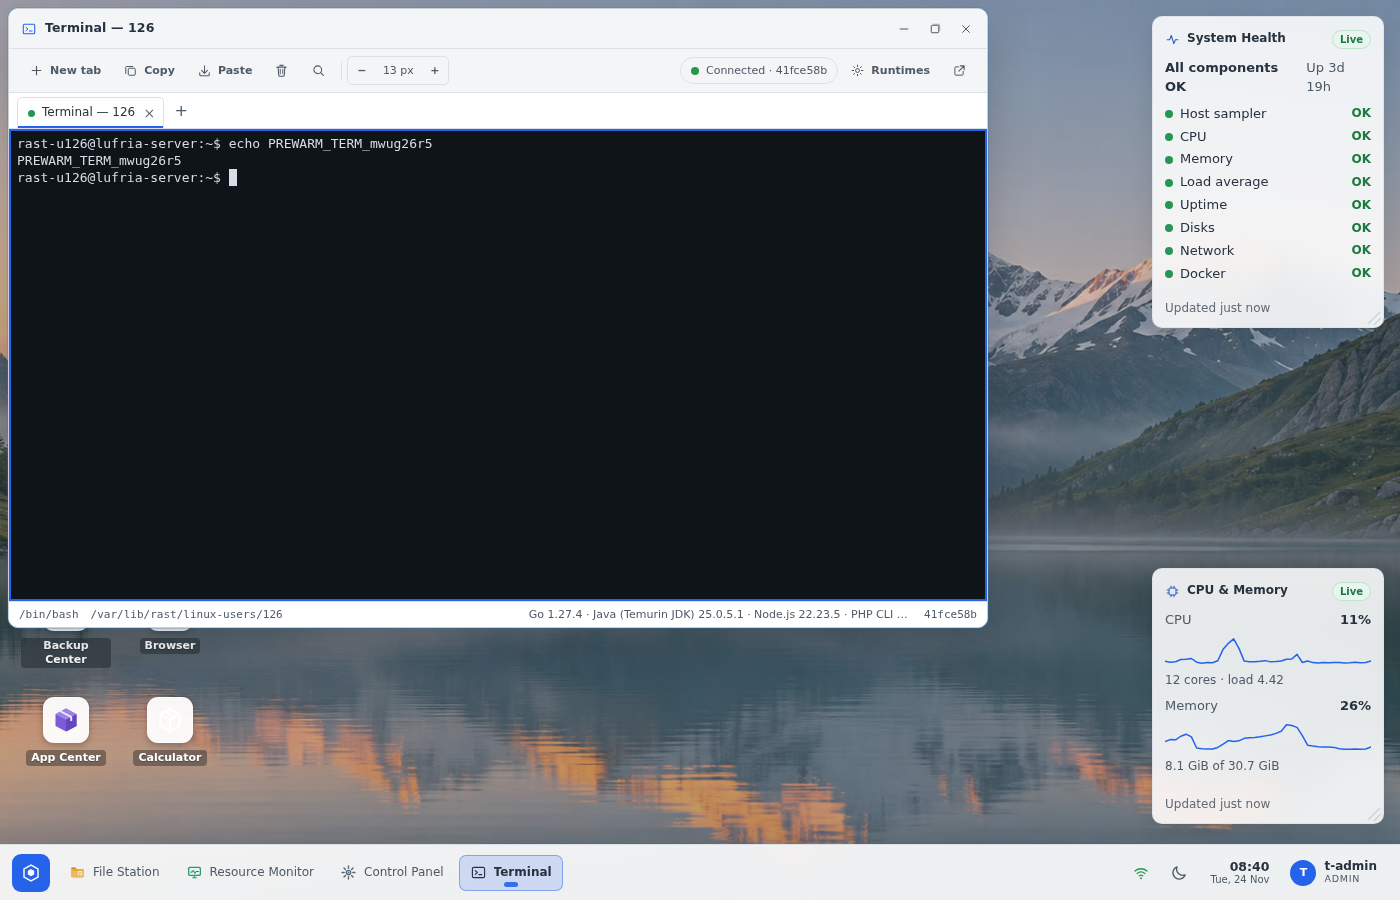 Terminal — 126
New tab
Copy
Paste
− 13 px +
Connected · 41fce58b
Runtimes
Terminal — 126
rast-u126@lufria-server:~$ echo PREWARM_TERM_mwug26r5
PREWARM_TERM_mwug26r5
rast-u126@lufria-server:~$
/bin/bash /var/lib/rast/linux-users/126
Go 1.27.4 · Java (Temurin JDK) 25.0.5.1 · Node.js 22.23.5 · PHP CLI …
41fce58b
Backup
Center
Browser
App Center
Calculator
System Health
Live
All components
OK
Up 3d
19h
Host sampler OK
CPU OK
Memory OK
Load average OK
Uptime OK
Disks OK
Network OK
Docker OK
Updated just now
CPU & Memory
Live
CPU 11%
12 cores · load 4.42
Memory 26%
8.1 GiB of 30.7 GiB
Updated just now
File Station
Resource Monitor
Control Panel
Terminal
08:40
Tue, 24 Nov
T
t-admin
ADMIN